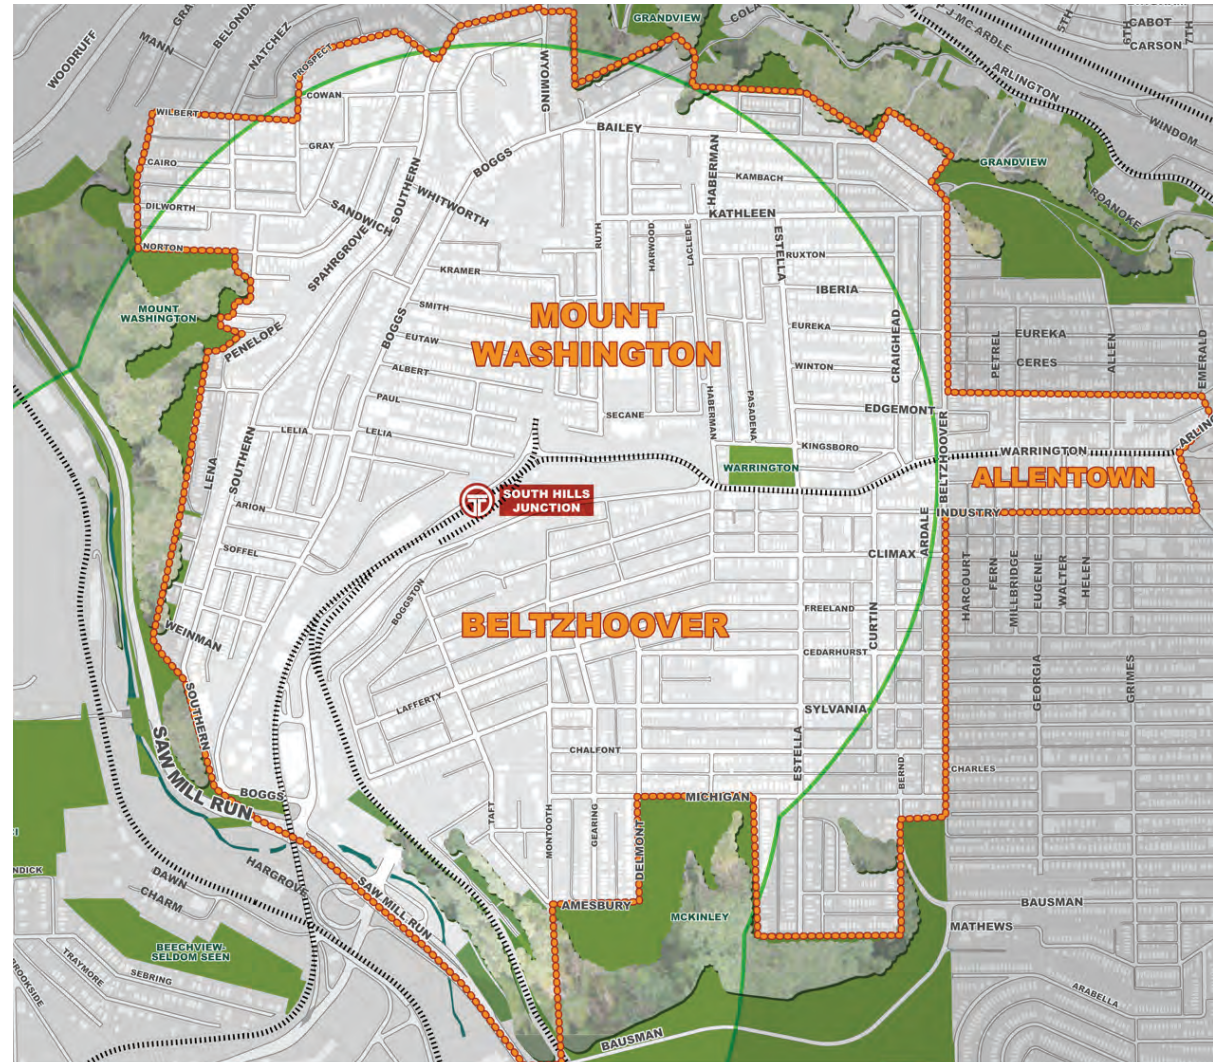 WOODRUFF
MANN
BELONDA
NATCHEZ
PROSPECT
WYOMING
GRANDVIEW
P.J. MC ARDLE
5TH
6TH
CABOT
CARSON
7TH
ARLINGTON
WINDOM
COWAN
WILBERT
GRAY
CAIRO
DILWORTH
NORTON
BOGGS
BAILEY
HABERMAN
KAMBACH
KATHLEEN
GRANDVIEW
ROANOKE
SOUTHERN
WHITWORTH
SANDWICH
SPAHRGROVE
RUTH
HARWOOD
LACLEDE
ESTELLA
RUXTON
IBERIA
EUREKA
WINTON
CRAIGHEAD
KRAMER
SMITH
EUTAW
ALBERT
PAUL
BOGGS
MOUNT
WASHINGTON
MOUNT
WASHINGTON
PENELOPE
PETREL
EUREKA
CERES
ALLEN
EMERALD
EDGEMONT
SECANE
HABERMAN
PASADENA
KINGSBORO
WARRINGTON
BELTZHOOVER
WARRINGTON
ALLENTOWN
INDUSTRY
LELIA
LELIA
LENA
SOUTHERN
ARION
SOFFEL
WEINMAN
SOUTH HILLS
JUNCTION
ARDALE
CLIMAX
BOGGSTON
BELTZHOOVER
FREELAND
CURTIN
CEDARHURST
HARCOURT
FERN
MILLBRIDGE
EUGENIE
WALTER
HELEN
GEORGIA
GRIMES
LAFFERTY
SYLVANIA
CHALFONT
ESTELLA
BERND
CHARLES
SOUTHERN
SAW MILL RUN
BOGGS
MICHIGAN
TAFT
MONTOOTH
GEARING
DELMONT
HARGROVE
DAWN
CHARM
SAW MILL RUN
AMESBURY
MCKINLEY
BAUSMAN
MATHEWS
BEECHVIEW-
SELDOM SEEN
TRAYMORE
SEBRING
ARABELLA
BAUSMAN